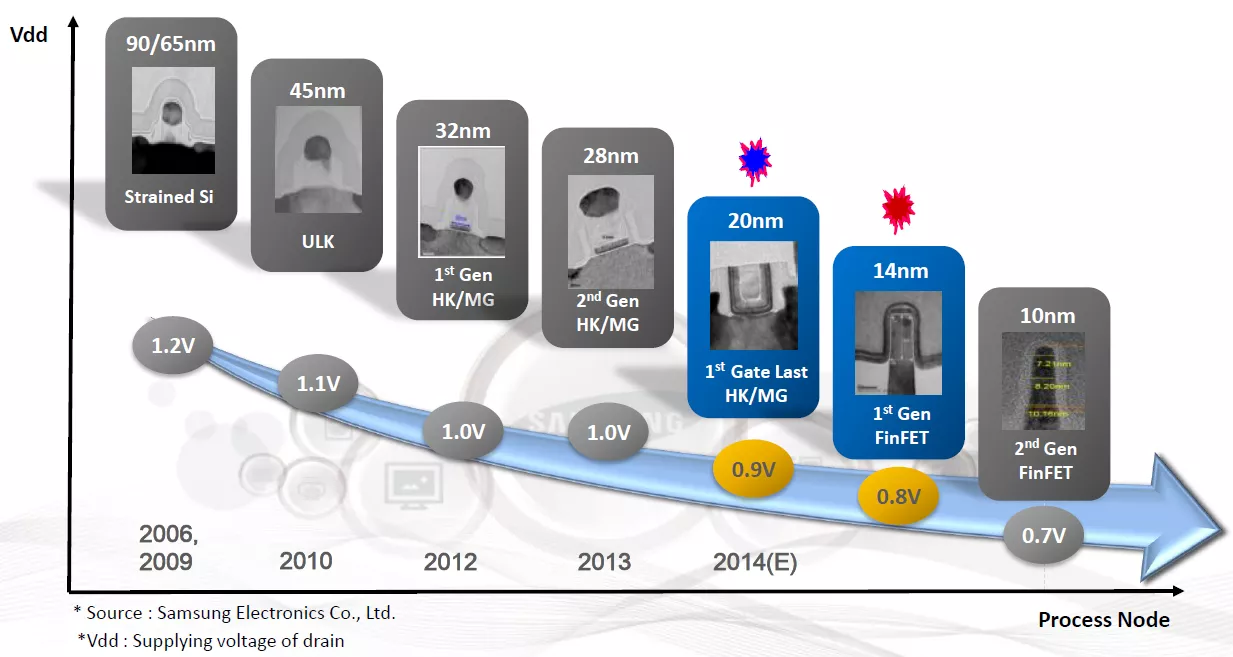 Vdd
90/65nm
Strained Si
45nm
ULK
32nm
1st Gen
HK/MG
28nm
2nd Gen
HK/MG
20nm
1st Gate Last
HK/MG
14nm
1st Gen
FinFET
10nm
7.21nm
8.20nm
10.16nm
2nd Gen
FinFET
1.2V
1.1V
1.0V
1.0V
0.9V
0.8V
0.7V
SAMSUNG
2006,
2009
2010
2012
2013
2014(E)
* Source : Samsung Electronics Co., Ltd.
*Vdd : Supplying voltage of drain
Process Node